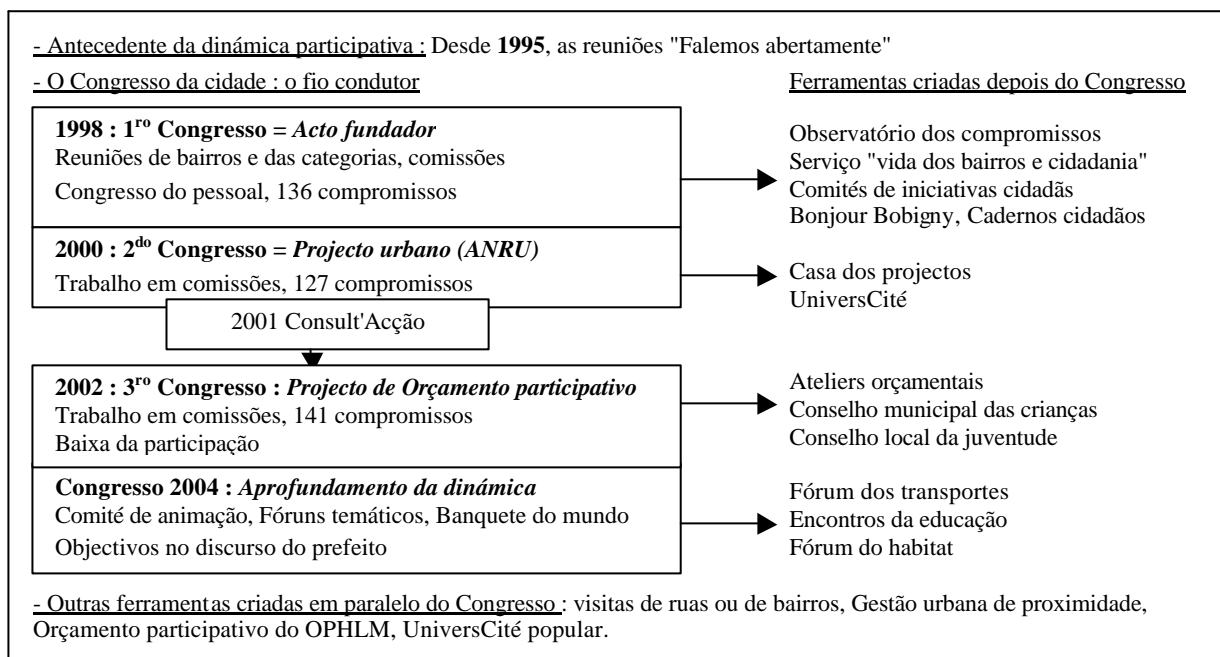 - Antecedente da dinámica participativa : Desde 1995, as reuniões "Falemos abertamente"
- O Congresso da cidade : o fio condutor
Ferramentas criadas depois do Congresso
1998 : 1ro Congresso = Acto fundador
Reuniões de bairros e das categorias, comissões
Congresso do pessoal, 136 compromissos
Observatório dos compromissos
Serviço "vida dos bairros e cidadania"
Comités de iniciativas cidadãs
Bonjour Bobigny, Cadernos cidadãos
2000 : 2do Congresso = Projecto urbano (ANRU)
Trabalho em comissões, 127 compromissos
Casa dos projectos
UniversCité
2001 Consult'Acção
2002 : 3ro Congresso : Projecto de Orçamento participativo
Trabalho em comissões, 141 compromissos
Baixa da participação
Ateliers orçamentais
Conselho municipal das crianças
Conselho local da juventude
Congresso 2004 : Aprofundamento da dinámica
Comité de animação, Fóruns temáticos, Banquete do mundo
Objectivos no discurso do prefeito
Fórum dos transportes
Encontros da educação
Fórum do habitat
- Outras ferramentas criadas em paralelo do Congresso : visitas de ruas ou de bairros, Gestão urbana de proximidade,
Orçamento participativo do OPHLM, UniversCité popular.